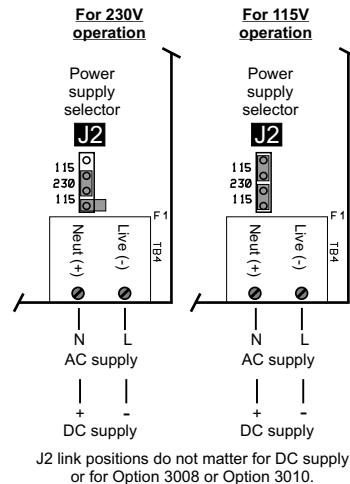 For 230V
operation
Power
supply
selector
J2
115
230
115
F1
TB4
Neut (+)
Live (-)
N L
AC supply
+ -
DC supply
For 115V
operation
Power
supply
selector
J2
115
230
115
F1
TB4
Neut (+)
Live (-)
N L
AC supply
+ -
DC supply
J2 link positions do not matter for DC supply
or for Option 3008 or Option 3010.